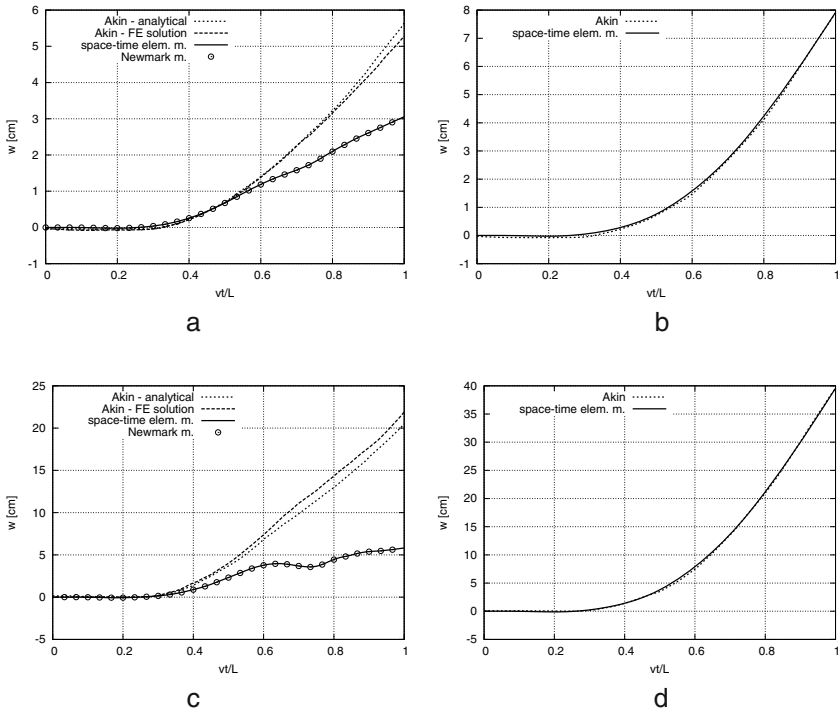 6
5
4
3
2
1
0
-1
w [cm]
Akin - analytical
Akin - FE solution
space-time elem. m.
Newmark m.
0 0.2 0.4 0.6 0.8 1
vt/L
a
8
7
6
5
4
3
2
1
0
-1
w [cm]
Akin
space-time elem. m.
0 0.2 0.4 0.6 0.8 1
vt/L
b
25
20
15
10
5
0
-5
w [cm]
Akin - analytical
Akin - FE solution
space-time elem. m.
Newmark m.
0 0.2 0.4 0.6 0.8 1
vt/L
c
40
35
30
25
20
15
10
5
0
-5
w [cm]
Akin
space-time elem. m.
0 0.2 0.4 0.6 0.8 1
vt/L
d